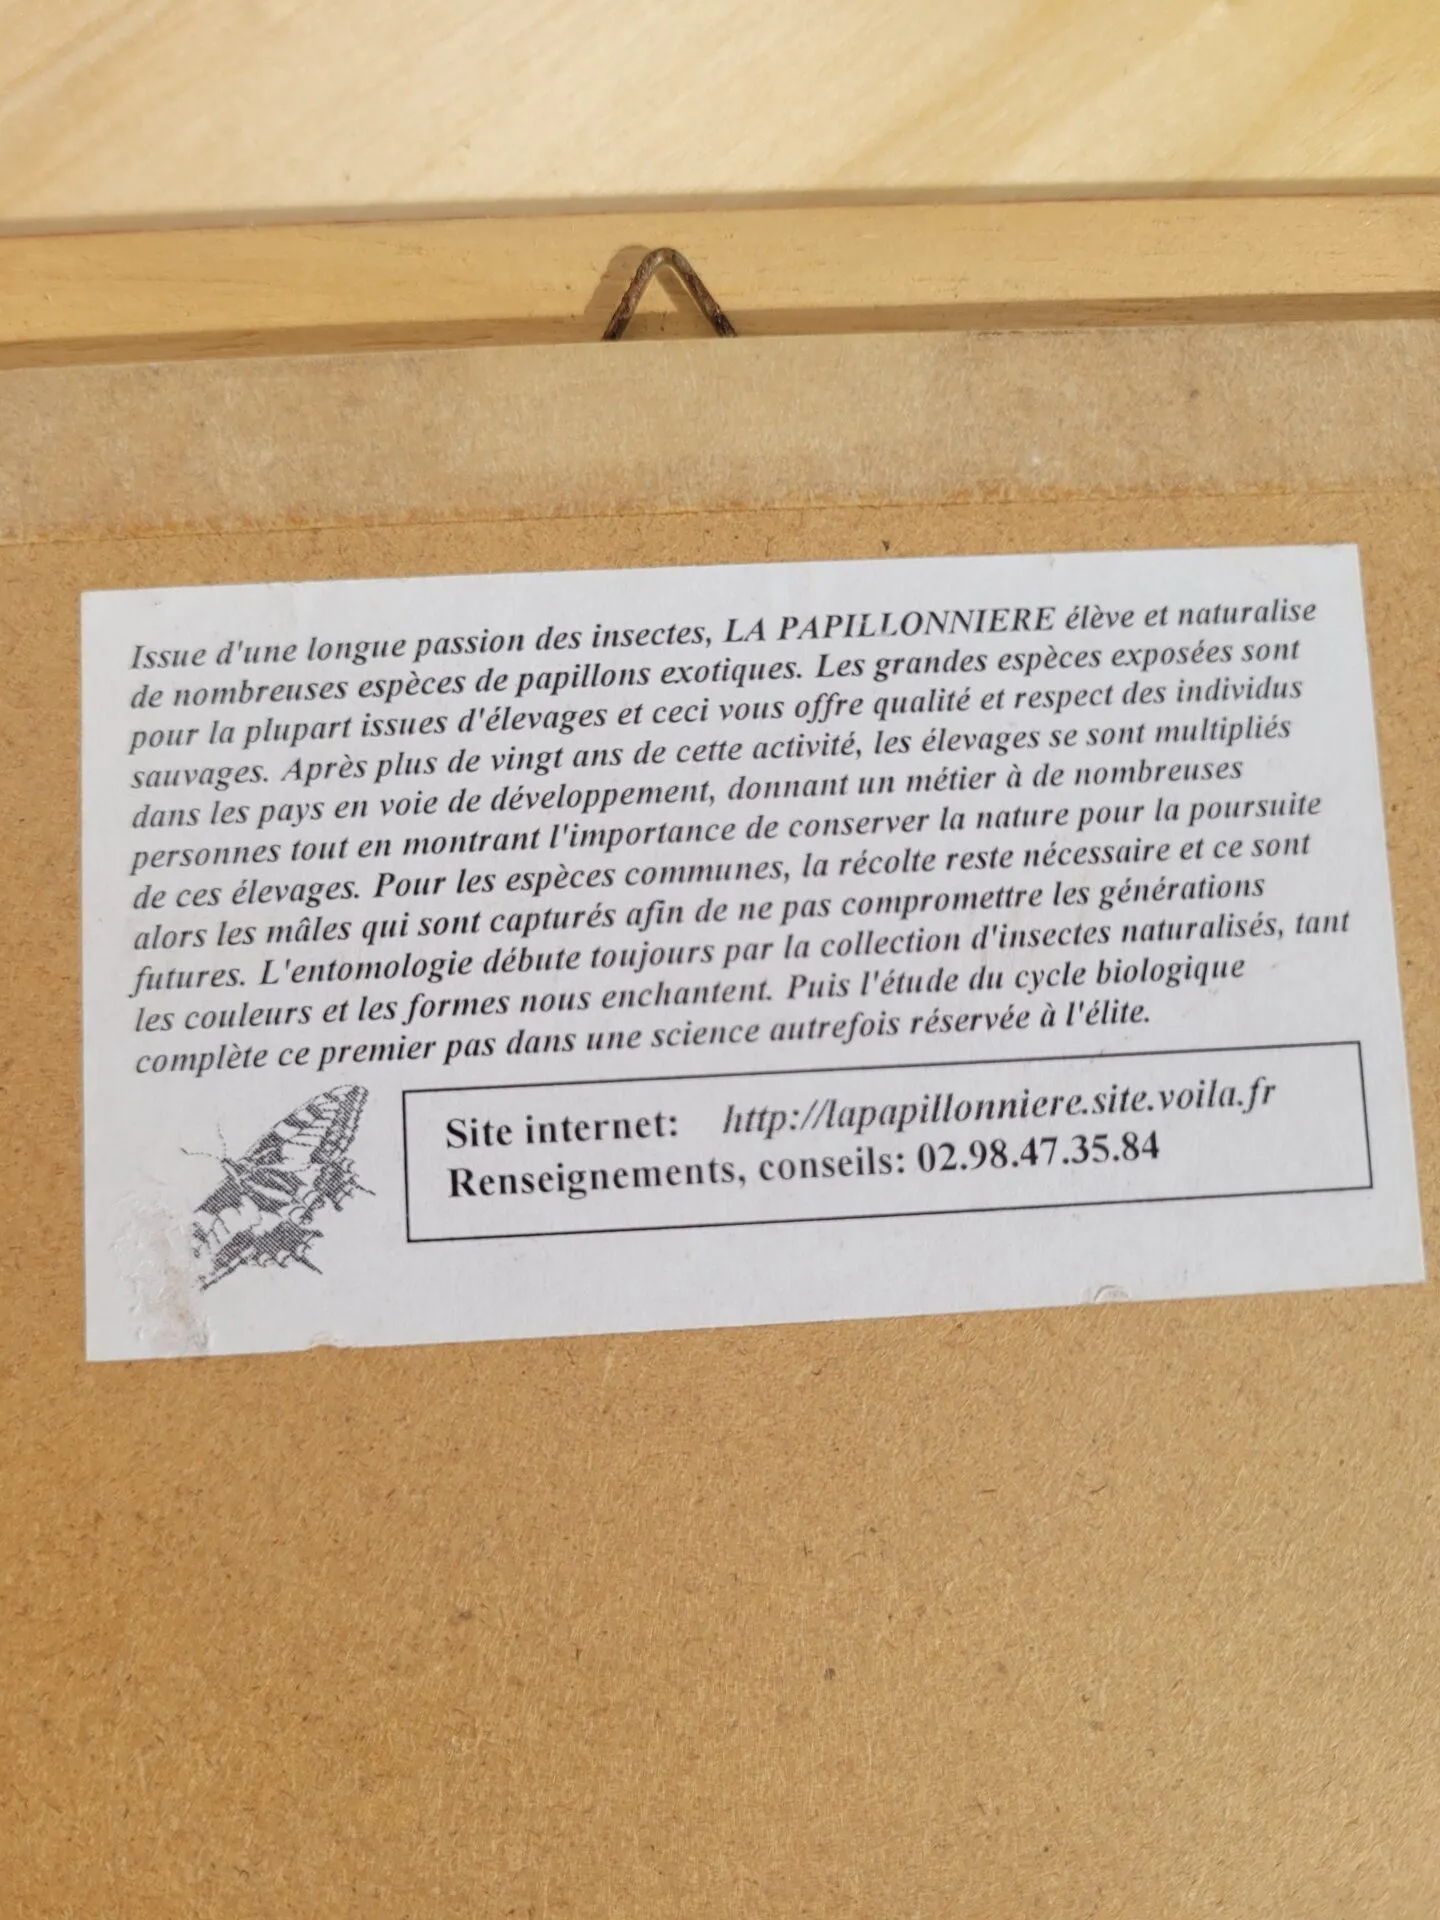 Issue d'une longue passion des insectes, LA PAPILLONNIERE élève et naturalise
de nombreuses espèces de papillons exotiques. Les grandes espèces exposées sont
pour la plupart issues d'élevages et ceci vous offre qualité et respect des individus
sauvages. Après plus de vingt ans de cette activité, les élevages se sont multipliés
dans les pays en voie de développement, donnant un métier à de nombreuses
personnes tout en montrant l'importance de conserver la nature pour la poursuite
de ces élevages. Pour les espèces communes, la récolte reste nécessaire et ce sont
alors les mâles qui sont capturés afin de ne pas compromettre les générations
futures. L'entomologie débute toujours par la collection d'insectes naturalisés, tant
les couleurs et les formes nous enchantent. Puis l'étude du cycle biologique
complète ce premier pas dans une science autrefois réservée à l'élite.
Site internet: http://lapapillonniere.site.voila.fr
Renseignements, conseils: 02.98.47.35.84